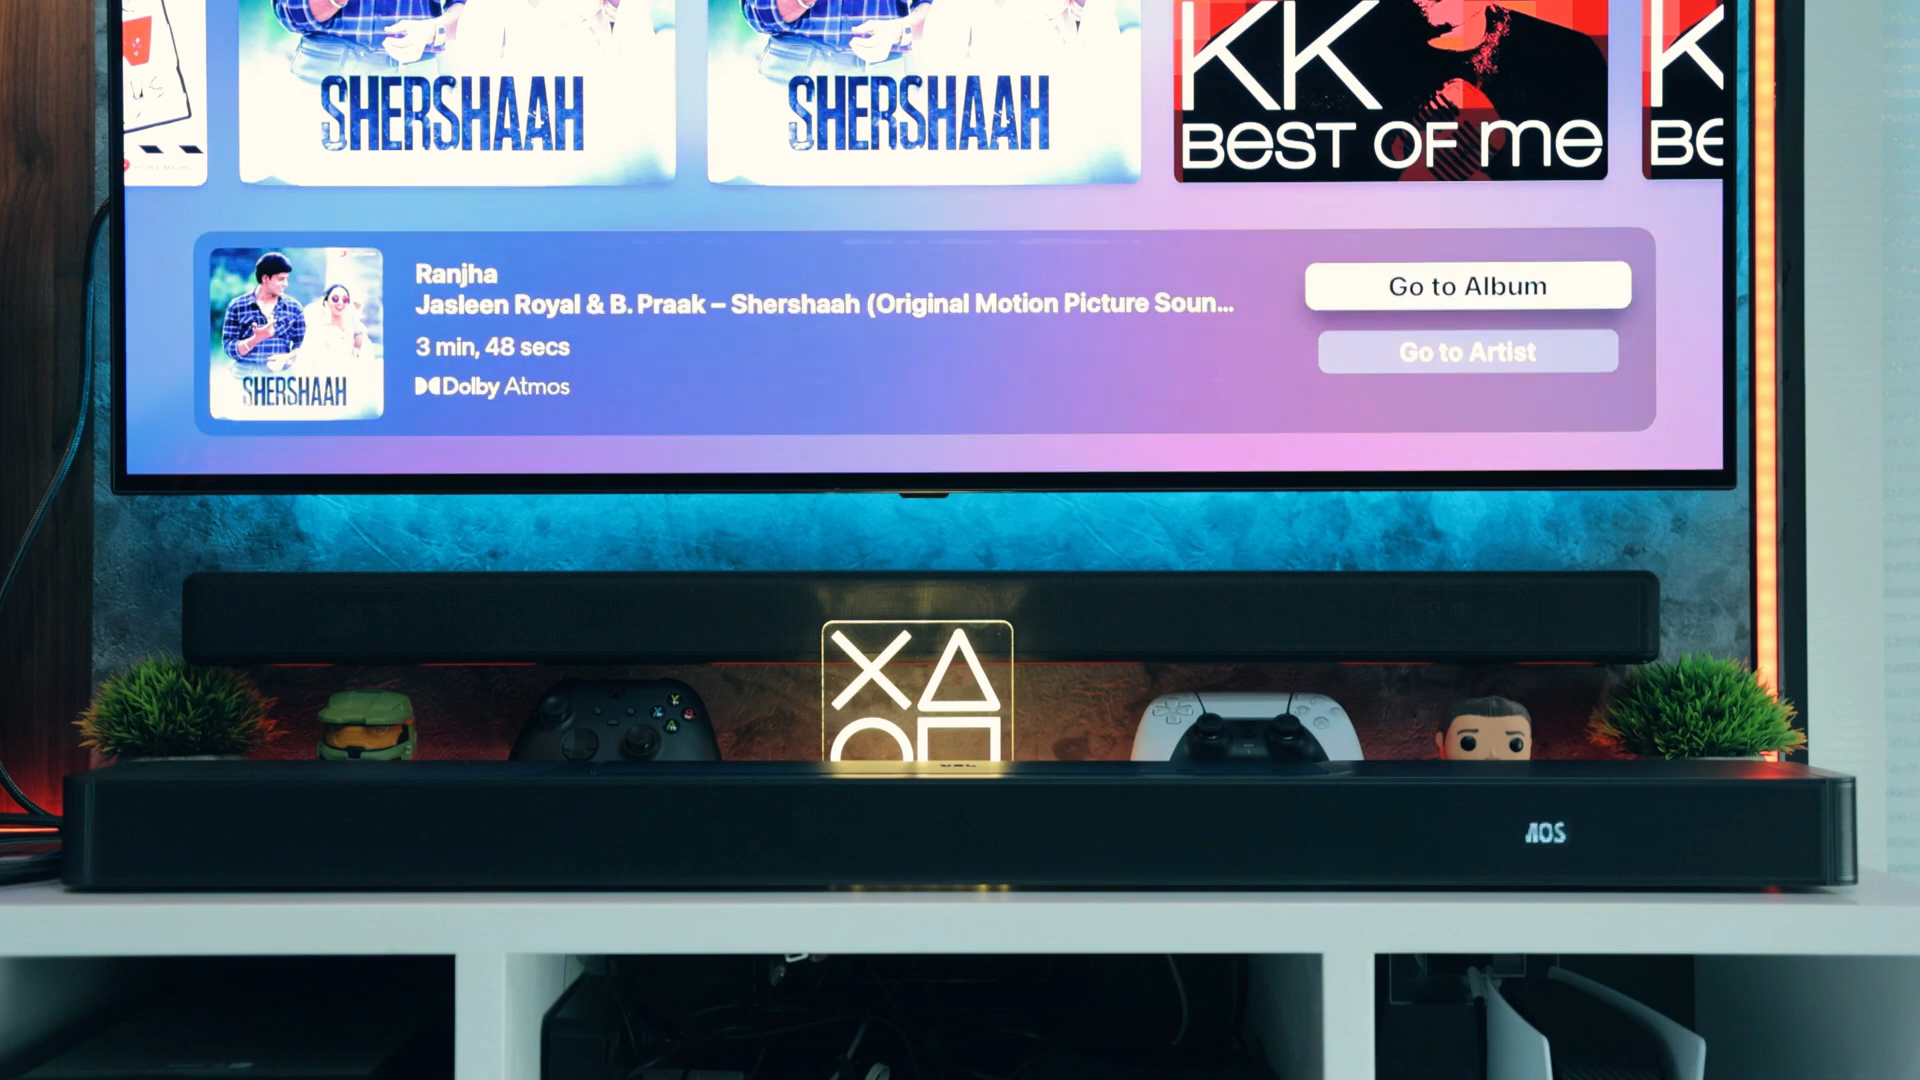 us
SHERSHAAH
SHERSHAAH
KK
BEST OF me
K
BE
SHERSHAAH
Ranjha
Jasleen Royal & B. Praak – Shershaah (Original Motion Picture Soun...
3 min, 48 secs
Dolby Atmos
Go to Album
Go to Artist
Y
X B
A